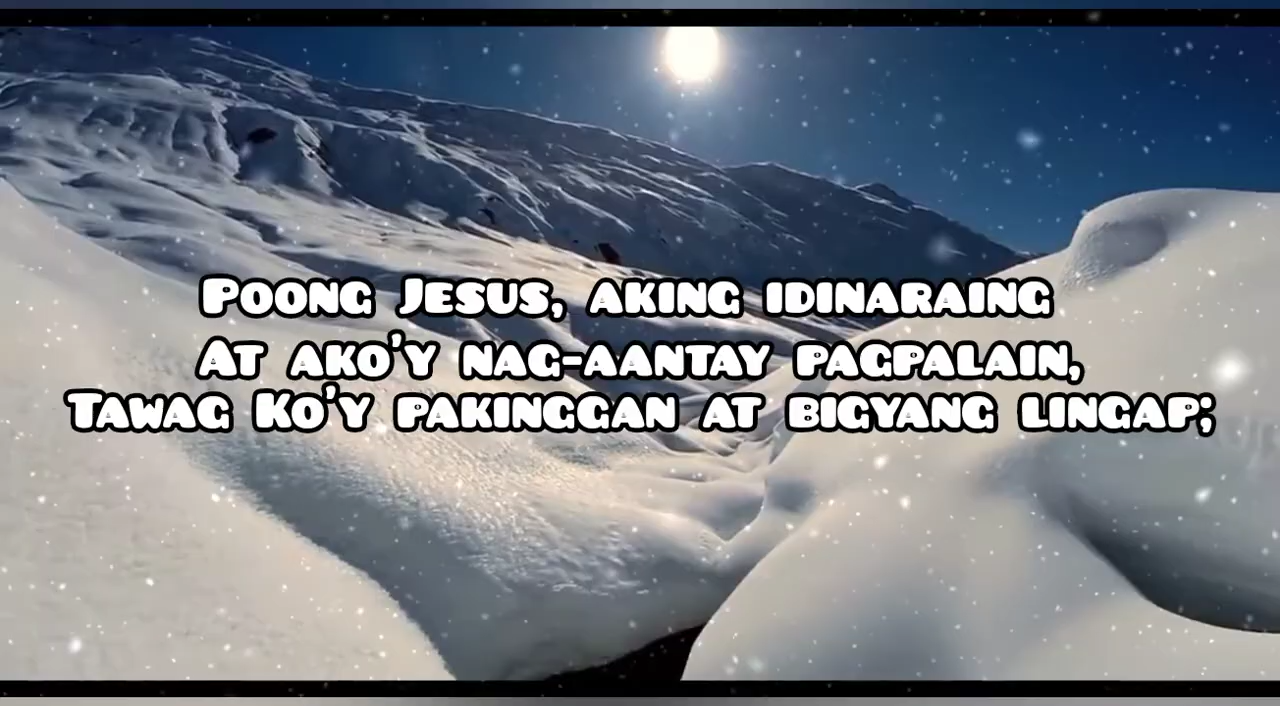 Poong Jesus, aking idinaraing
At ako'y nag-aantay pagpalain,
Tawag Ko'y pakinggan at bigyang lingap;